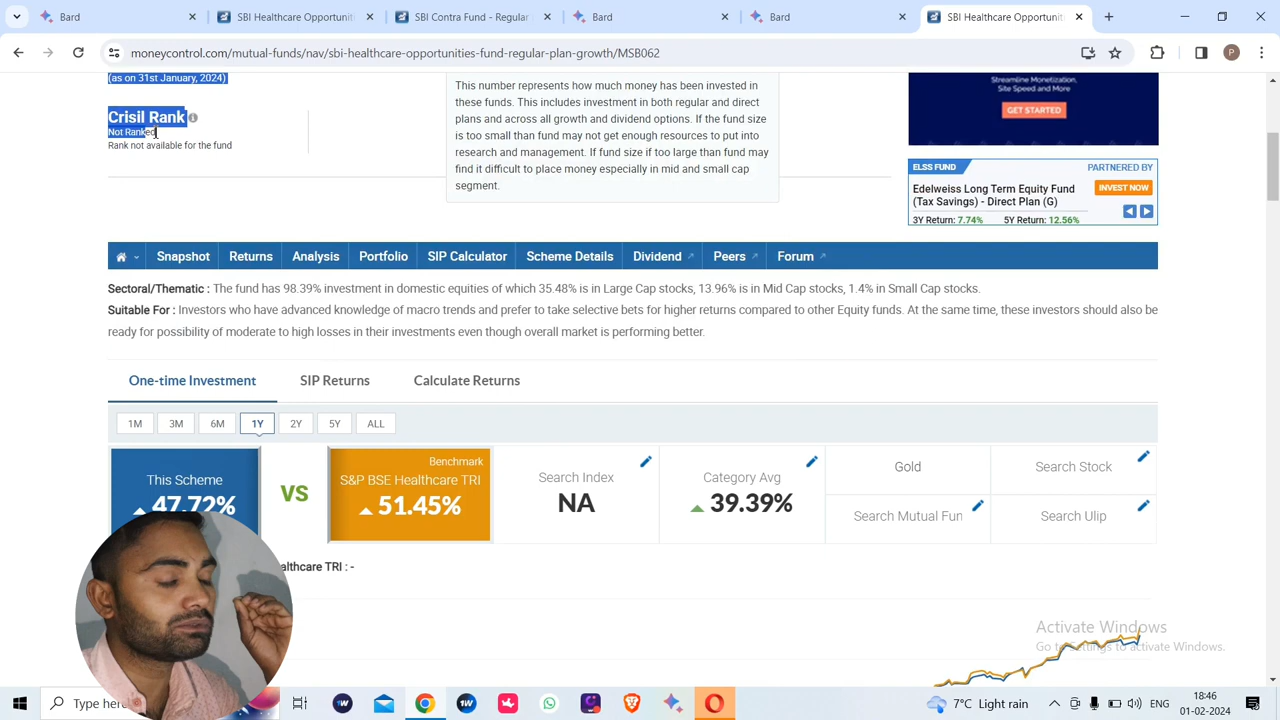 SBI Opportunit
SBI Contra Fund - Regular
Bard
Bard
SBI Healthcare Opportuniti
moneycontrol.com/mutual-funds/nav/sbi-healthcare-opportunities-fund-regular-plan-growth/MSB062
P
(as on 31st January, 2024)
Crisil Rank
Not Ranked
Rank not available for the fund
This number represents how much money has been invested in
these funds. This includes investment in both regular and direct
plans and across all growth and dividend options. If the fund size
is too small than fund may not get enough resources to put into
research and management. If fund size if too large than fund may
find if difficult to place money especially in mid and small cap
segment.
Streamline Monetization,
Site Speed and More
GET STARTED
ELSS FUND
PARTNERED BY
Edelweiss Long Term Equity Fund
(Tax Savings) - Direct Plan (G)
INVEST NOW
3Y Return: 7.74% 5Y Return: 12.56%
Snapshot Returns Analysis Portfolio SIP Calculator Scheme Details Dividend Peers Forum
Sectoral/Thematic : The fund has 98.39% investment in domestic equities of which 35.48% is in Large Cap stocks, 13.96% is in Mid Cap stocks, 1.4% in Small Cap stocks.
Suitable For : Investors who have advanced knowledge of macro trends and prefer to take selective bets for higher returns compared to other Equity funds. At the same time, these investors should also be
ready for possibility of moderate to high losses in their investments even though overall market is performing better.
One-time Investment SIP Returns Calculate Returns
1M 3M 6M 1Y 2Y 5Y ALL
This Scheme
47.72%
VS
Benchmark
S&P BSE Healthcare TRI
51.45%
Search Index
NA
Category Avg
39.39%
Gold
Search Stock
Search Mutual Fun
Search Ulip
althcare TRI : -
Activate Windows
Go to Settings to activate Windows.
Type here
7°C Light rain
ENG
18:46
01-02-2024